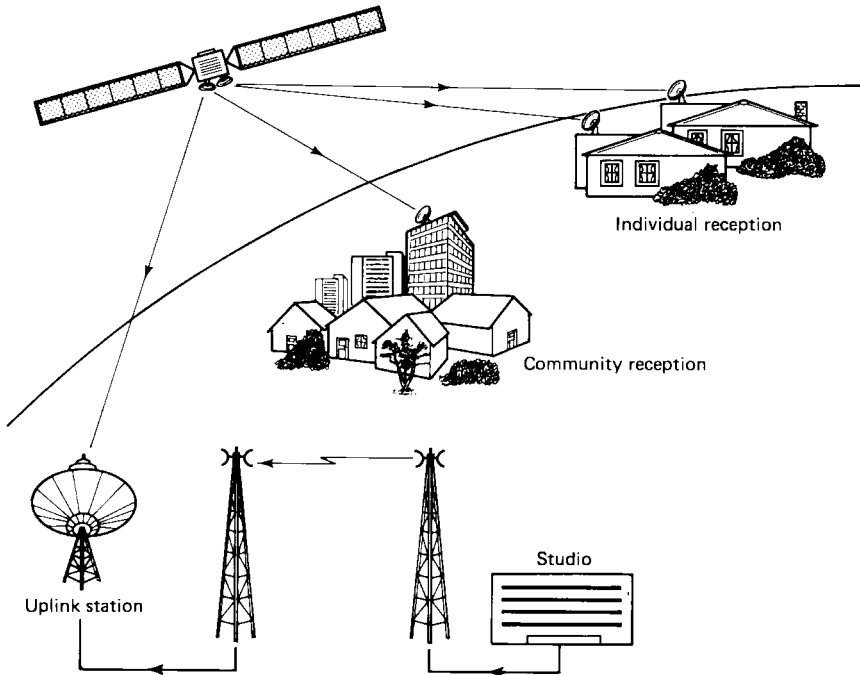 Individual reception
Community reception
Studio
Uplink station